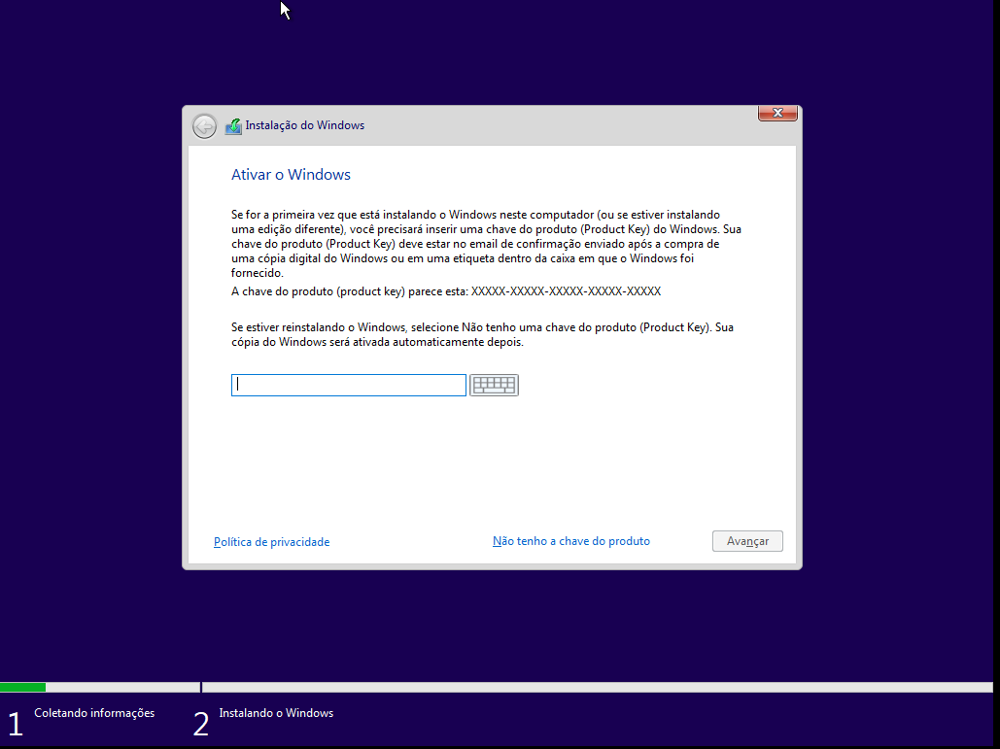 Instalação do Windows
Ativar o Windows
Se for a primeira vez que está instalando o Windows neste computador (ou se estiver instalando
uma edição diferente), você precisará inserir uma chave do produto (Product Key) do Windows. Sua
chave do produto (Product Key) deve estar no email de confirmação enviado após a compra de
uma cópia digital do Windows ou em uma etiqueta dentro da caixa em que o Windows foi
fornecido.
A chave do produto (product key) parece esta: XXXXX-XXXXX-XXXXX-XXXXX-XXXXX
Se estiver reinstalando o Windows, selecione Não tenho uma chave do produto (Product Key). Sua
cópia do Windows será ativada automaticamente depois.
Política de privacidade
Não tenho a chave do produto
Avançar
1 Coletando informações
2 Instalando o Windows